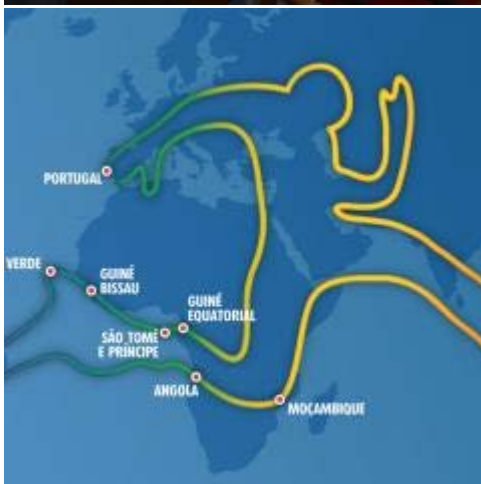 PORTUGAL
VERDE
GUINÉ
BISSAU
GUINÉ
EQUATORIAL
SÃO TOMÉ
E PRÍNCIPE
ANGOLA
MOÇAMBIQUE